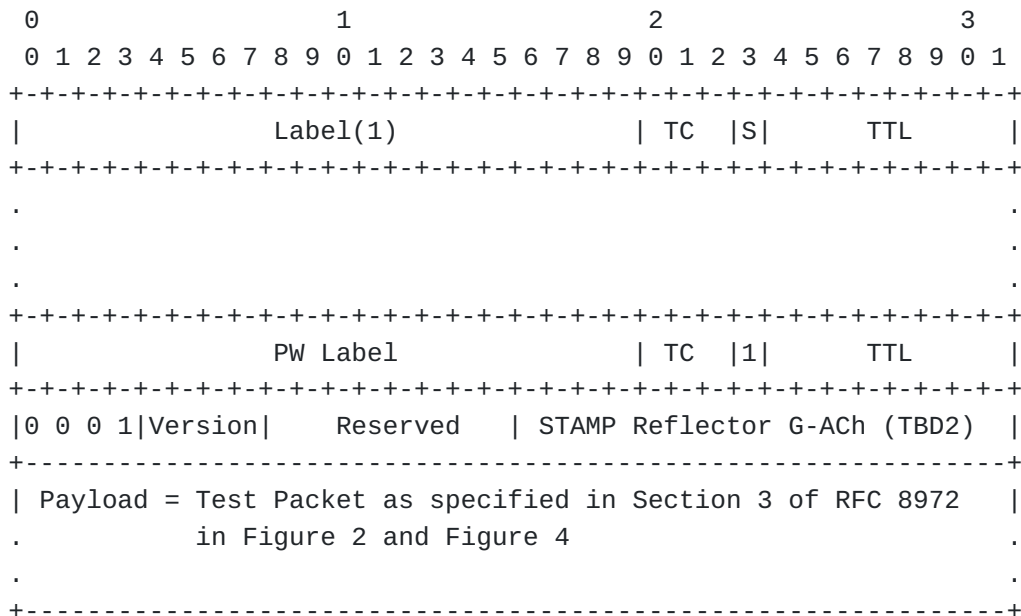 0                   1                   2                   3
 0 1 2 3 4 5 6 7 8 9 0 1 2 3 4 5 6 7 8 9 0 1 2 3 4 5 6 7 8 9 0 1
+-+-+-+-+-+-+-+-+-+-+-+-+-+-+-+-+-+-+-+-+-+-+-+-+-+-+-+-+-+-+-+-+
|                Label(1)               | TC  |S|      TTL      |
+-+-+-+-+-+-+-+-+-+-+-+-+-+-+-+-+-+-+-+-+-+-+-+-+-+-+-+-+-+-+-+-+
.                                                               .
.                                                               .
.                                                               .
+-+-+-+-+-+-+-+-+-+-+-+-+-+-+-+-+-+-+-+-+-+-+-+-+-+-+-+-+-+-+-+-+
|                PW Label               | TC  |1|      TTL      |
+-+-+-+-+-+-+-+-+-+-+-+-+-+-+-+-+-+-+-+-+-+-+-+-+-+-+-+-+-+-+-+-+
|0 0 0 1|Version|    Reserved   | STAMP Reflector G-ACh (TBD2)  |
+---------------------------------------------------------------+
| Payload = Test Packet as specified in Section 3 of RFC 8972   |
.           in Figure 2 and Figure 4                            .
.                                                               .
+---------------------------------------------------------------+